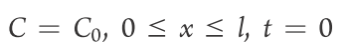 C = C₀, 0 ≤ x ≤ l, t = 0